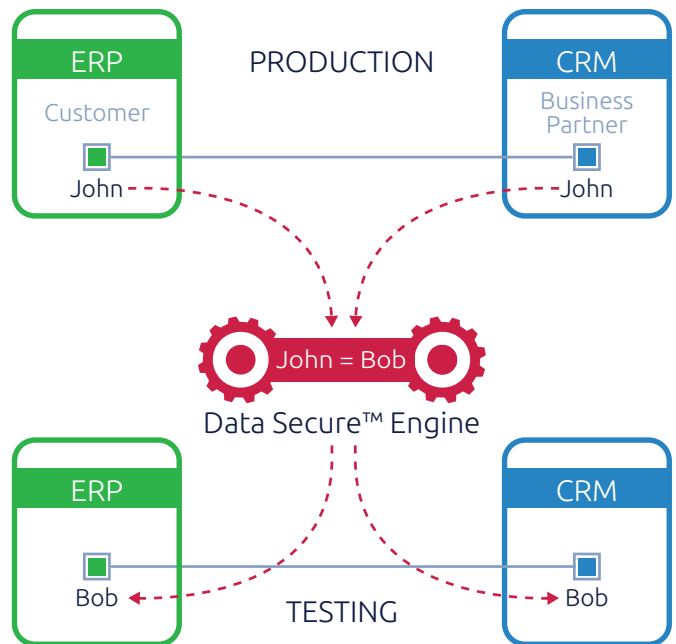 ERP
PRODUCTION
CRM
Customer
Business
Partner
John
John
John = Bob
Data Secure™ Engine
ERP
CRM
Bob
Bob
TESTING